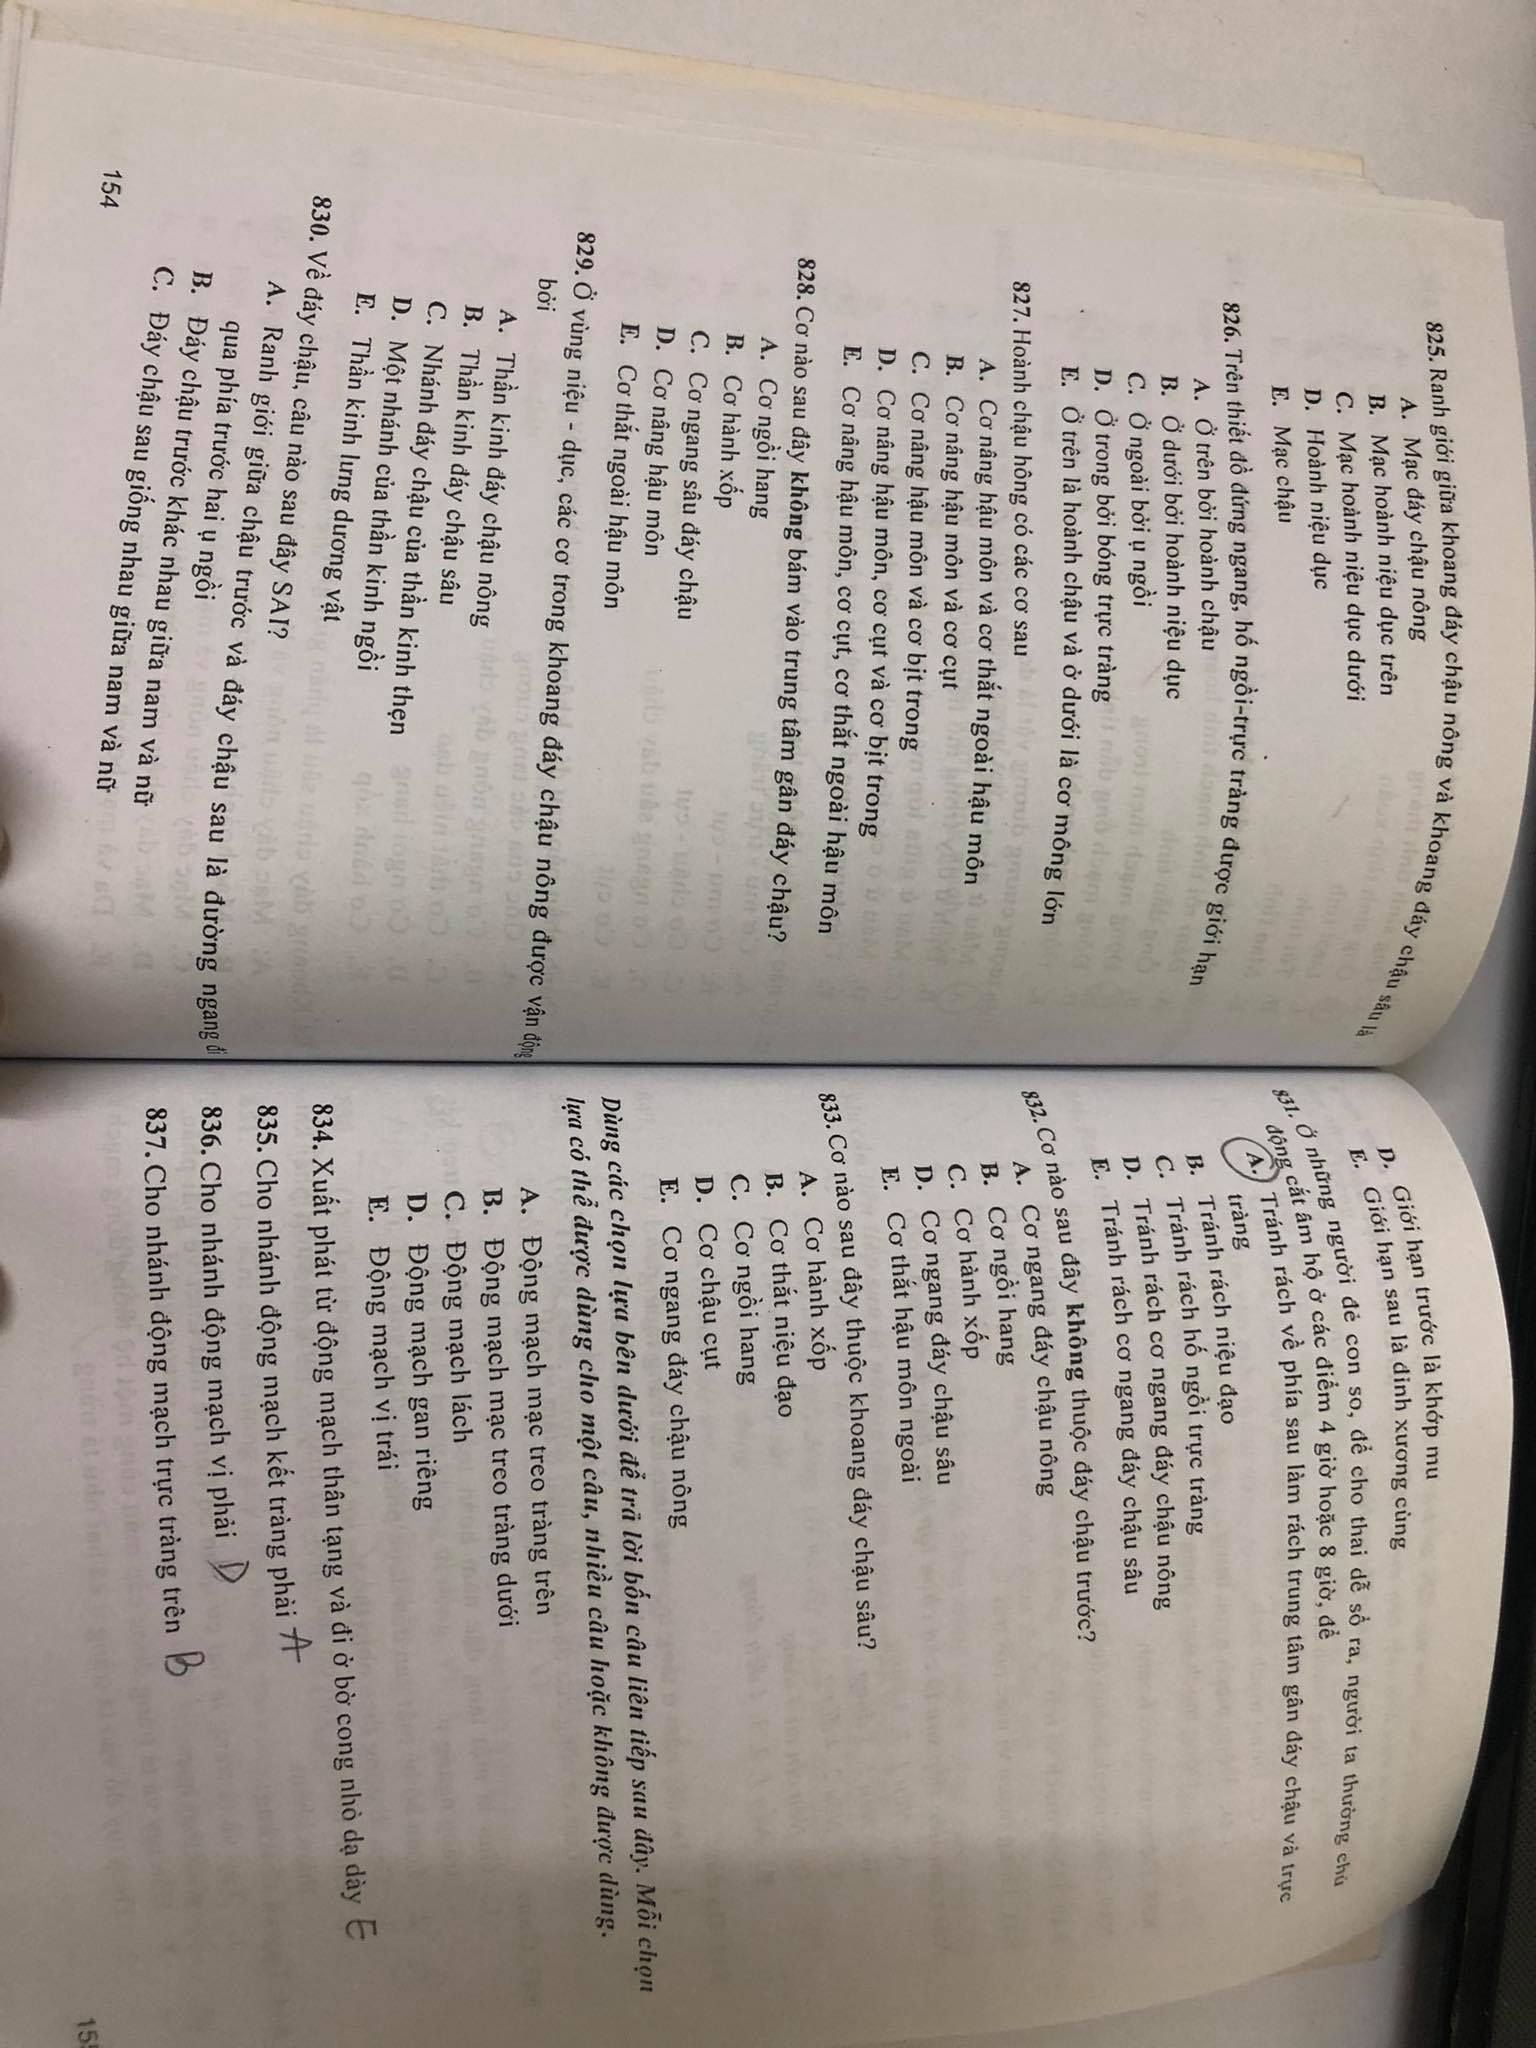 825. Ranh giới giữa khoang đáy chậu nông và khoang đáy chậu sâu là
A. Mạc đáy chậu nông
B. Mạc hoành niệu dục trên
C. Mạc hoành niệu dục dưới
D. Hoành niệu dục
E. Mạc chậu
826. Trên thiết đồ đứng ngang, hố ngồi-trực tràng được giới hạn
A. Ở trên bởi hoành chậu
B. Ở dưới bởi hoành niệu dục
C. Ở ngoài bởi ụ ngồi
D. Ở trong bởi bóng trực tràng
E. Ở trên là hoành chậu và ở dưới là cơ mông lớn
827. Hoành chậu hông có các cơ sau
A. Cơ nâng hậu môn và cơ thắt ngoài hậu môn
B. Cơ nâng hậu môn và cơ cụt
C. Cơ nâng hậu môn và cơ bịt trong
D. Cơ nâng hậu môn, cơ cụt và cơ bịt trong
E. Cơ nâng hậu môn, cơ cụt, cơ thắt ngoài hậu môn
828. Cơ nào sau đây không bám vào trung tâm gân đáy chậu?
A. Cơ ngồi hang
B. Cơ hành xốp
C. Cơ ngang sâu đáy chậu
D. Cơ nâng hậu môn
E. Cơ thắt ngoài hậu môn
829. Ở vùng niệu - dục, các cơ trong khoang đáy chậu nông được vận động
bởi
A. Thần kinh đáy chậu nông
B. Thần kinh đáy chậu sâu
C. Nhánh đáy chậu của thần kinh thẹn
D. Một nhánh của thần kinh ngồi
E. Thần kinh lưng dương vật
830. Về đáy chậu, câu nào sau đây SAI?
A. Ranh giới giữa chậu trước và đáy chậu sau là đường ngang đi
qua phía trước hai ụ ngồi
B. Đáy chậu trước khác nhau giữa nam và nữ
C. Đáy chậu sau giống nhau giữa nam và nữ
154
D. Giới hạn trước là khớp mu
E. Giới hạn sau là đỉnh xương cùng
831. Ở những người đẻ con so, để cho thai dễ sổ ra, người ta thường chủ
động cắt âm hộ ở các điểm 4 giờ hoặc 8 giờ, để
A. Tránh rách về phía sau làm rách trung tâm gân đáy chậu và trực
tràng
B. Tránh rách niệu đạo
C. Tránh rách hố ngồi trực tràng
D. Tránh rách cơ ngang đáy chậu nông
E. Tránh rách cơ ngang đáy chậu sâu
832. Cơ nào sau đây không thuộc đáy chậu trước?
A. Cơ ngang đáy chậu nông
B. Cơ ngồi hang
C. Cơ hành xốp
D. Cơ ngang đáy chậu sâu
E. Cơ thắt hậu môn ngoài
833. Cơ nào sau đây thuộc khoang đáy chậu sâu?
A. Cơ hành xốp
B. Cơ thắt niệu đạo
C. Cơ ngồi hang
D. Cơ chậu cụt
E. Cơ ngang đáy chậu nông
Dùng các chọn lựa bên dưới để trả lời bốn câu liên tiếp sau đây. Mỗi chọn
lựa có thể được dùng cho một câu, nhiều câu hoặc không được dùng.
A. Động mạch mạc treo tràng trên
B. Động mạch mạc treo tràng dưới
C. Động mạch lách
D. Động mạch gan riêng
E. Động mạch vị trái
834. Xuất phát từ động mạch thân tạng và đi ở bờ cong nhỏ dạ dày E
835. Cho nhánh động mạch kết tràng phải A
836. Cho nhánh động mạch vị phải D
837. Cho nhánh động mạch trực tràng trên B